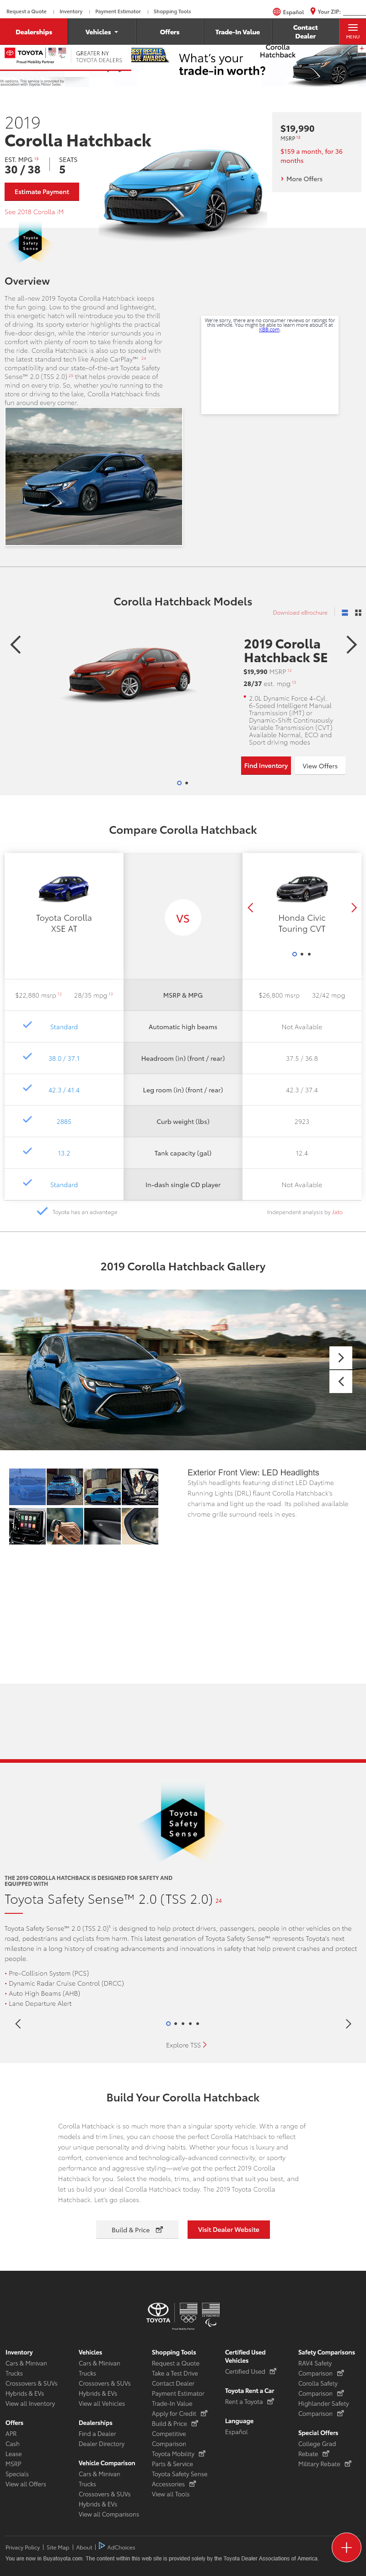 Request a Quote | Inventory | Payment Estimator | Shopping Tools
Español Your ZIP:
Dealerships Vehicles Offers Trade-In Value Contact Dealer MENU
TOYOTA GREATER NY TOYOTA DEALERS
What's your trade-in worth?
Corolla Hatchback
2019
Corolla Hatchback
EST. MPG 13 SEATS
30 / 38 5
Estimate Payment
See 2018 Corolla iM
$19,990
MSRP 12
$159 a month, for 36 months
More Offers
Toyota Safety Sense
Overview
The all-new 2019 Toyota Corolla Hatchback keeps
the fun going. Low to the ground and lightweight,
this energetic hatch will reintroduce you to the thrill
of driving. Its sporty exterior highlights the practical
five-door design, while the interior surrounds you in
comfort with plenty of room to take friends along for
the ride. Corolla Hatchback is also up to speed with
the latest standard tech like Apple CarPlay™
compatibility and our state-of-the-art Toyota Safety
Sense™ 2.0 (TSS 2.0) that helps provide peace of
mind on every trip. So, whether you're running to the
store or driving to the lake, Corolla Hatchback finds
fun around every corner.
We're sorry, there are no consumer reviews or ratings for
this vehicle. You might be able to learn more about it at
KBB.com.
Corolla Hatchback Models
Download eBrochure
2019 Corolla
Hatchback SE
$19,990 MSRP 12
28/37 est. mpg 13
2.0L Dynamic Force 4-Cyl.
6-Speed Intelligent Manual
Transmission (iMT) or
Dynamic-Shift Continuously
Variable Transmission (CVT)
Available Normal, ECO and
Sport driving modes
Find Inventory View Offers
Compare Corolla Hatchback
Toyota Corolla XSE AT
VS
Honda Civic Touring CVT
$22,880 msrp 12 28/35 mpg 13 MSRP & MPG $26,800 msrp 32/42 mpg
Standard Automatic high beams Not Available
38.0 / 37.1 Headroom (in) (front / rear) 37.5 / 36.8
42.3 / 41.4 Leg room (in) (front / rear) 42.3 / 37.4
2885 Curb weight (lbs) 2923
13.2 Tank capacity (gal) 12.4
Standard In-dash single CD player Not Available
Toyota has an advantage Independent analysis by Jato.
2019 Corolla Hatchback Gallery
Exterior Front View: LED Headlights
Stylish headlights featuring distinct LED Daytime
Running Lights (DRL) flaunt Corolla Hatchback's
charisma and light up the road. Its polished available
chrome grille surround reels in eyes.
Toyota Safety Sense
THE 2019 COROLLA HATCHBACK IS DESIGNED FOR SAFETY AND
EQUIPPED WITH
Toyota Safety Sense™ 2.0 (TSS 2.0) 24
Toyota Safety Sense™ 2.0 (TSS 2.0) is designed to help protect drivers, passengers, people in other vehicles on the
road, pedestrians and cyclists from harm. This latest generation of Toyota Safety Sense™ represents Toyota's next
milestone in a long history of creating advancements and innovations in safety that help prevent crashes and protect
people.
• Pre-Collision System (PCS)
• Dynamic Radar Cruise Control (DRCC)
• Auto High Beams (AHB)
• Lane Departure Alert
Explore TSS
Build Your Corolla Hatchback
Corolla Hatchback is so much more than a singular sporty vehicle. With a range of
models and trim lines, you can choose the perfect Corolla Hatchback to reflect
your unique personality and driving habits. Whether your focus is luxury and
comfort, convenience and technologically-advanced connectivity, or sporty
performance and aggressive styling—we've got the perfect 2019 Corolla
Hatchback for you. Select the models, trims, and options that suit you best, and
let us build your ideal Corolla Hatchback today. The 2019 Toyota Corolla
Hatchback. Let's go places.
Build & Price Visit Dealer Website
TOYOTA
Inventory
Cars & Minivan
Trucks
Crossovers & SUVs
Hybrids & EVs
View all Inventory
Offers
APR
Cash
Lease
MSRP
Specials
View all Offers
Vehicles
Cars & Minivan
Trucks
Crossovers & SUVs
Hybrids & EVs
View all Vehicles
Dealerships
Find a Dealer
Dealer Directory
Vehicle Comparison
Cars & Minivan
Trucks
Crossovers & SUVs
Hybrids & EVs
View all Comparisons
Shopping Tools
Request a Quote
Take a Test Drive
Contact Dealer
Payment Estimator
Trade-In Value
Apply for Credit
Build & Price
Competitive
Comparison
Toyota Mobility
Parts & Service
Toyota Safety Sense
Accessories
View all Tools
Certified Used
Vehicles
Certified Used
Toyota Rent a Car
Rent a Toyota
Language
Español
Safety Comparisons
RAV4 Safety
Comparison
Corolla Safety
Comparison
Highlander Safety
Comparison
Special Offers
College Grad
Rebate
Military Rebate
Privacy Policy | Site Map | About | AdChoices
You are now in Buyatoyota.com. The content within this web site is provided solely by the Toyota Dealer Associations of America.